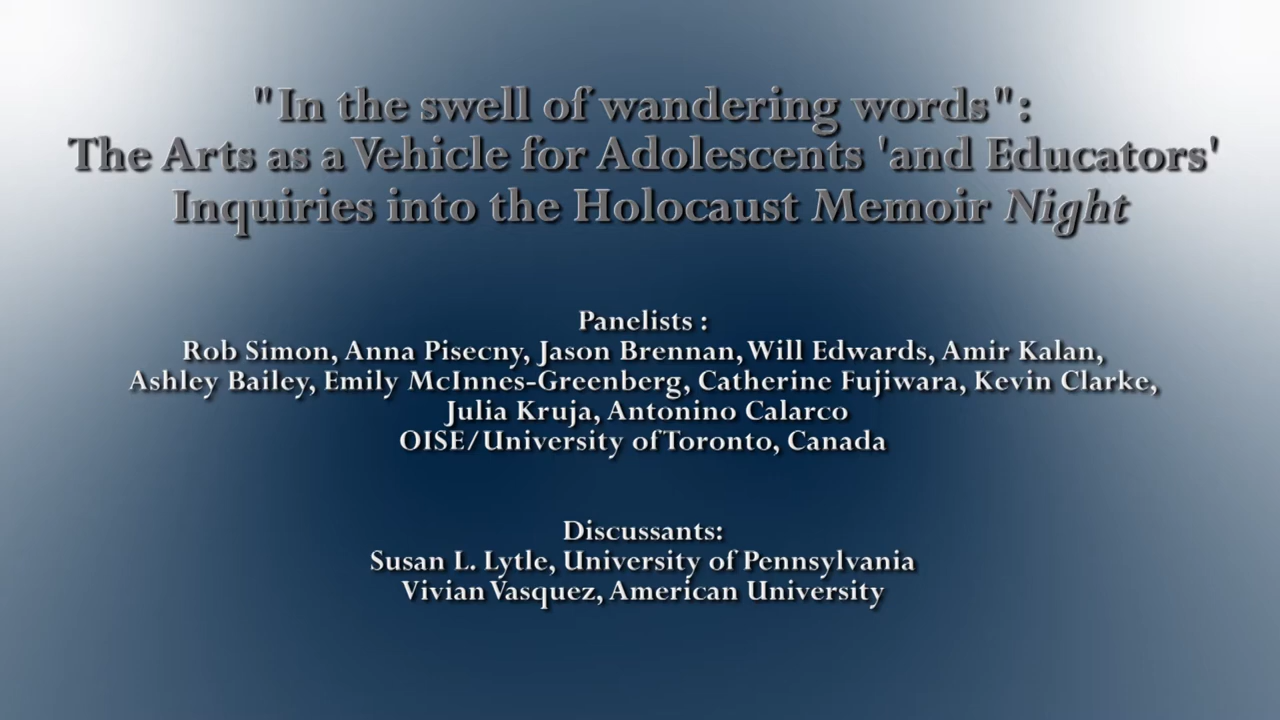 "In the swell of wandering words":
The Arts as a Vehicle for Adolescents 'and Educators'
Inquiries into the Holocaust Memoir Night
Panelists :
Rob Simon, Anna Pisecny, Jason Brennan, Will Edwards, Amir Kalan,
Ashley Bailey, Emily McInnes-Greenberg, Catherine Fujiwara, Kevin Clarke,
Julia Kruja, Antonino Calarco
OISE/University of Toronto, Canada
Discussants:
Susan L. Lytle, University of Pennsylvania
Vivian Vasquez, American University